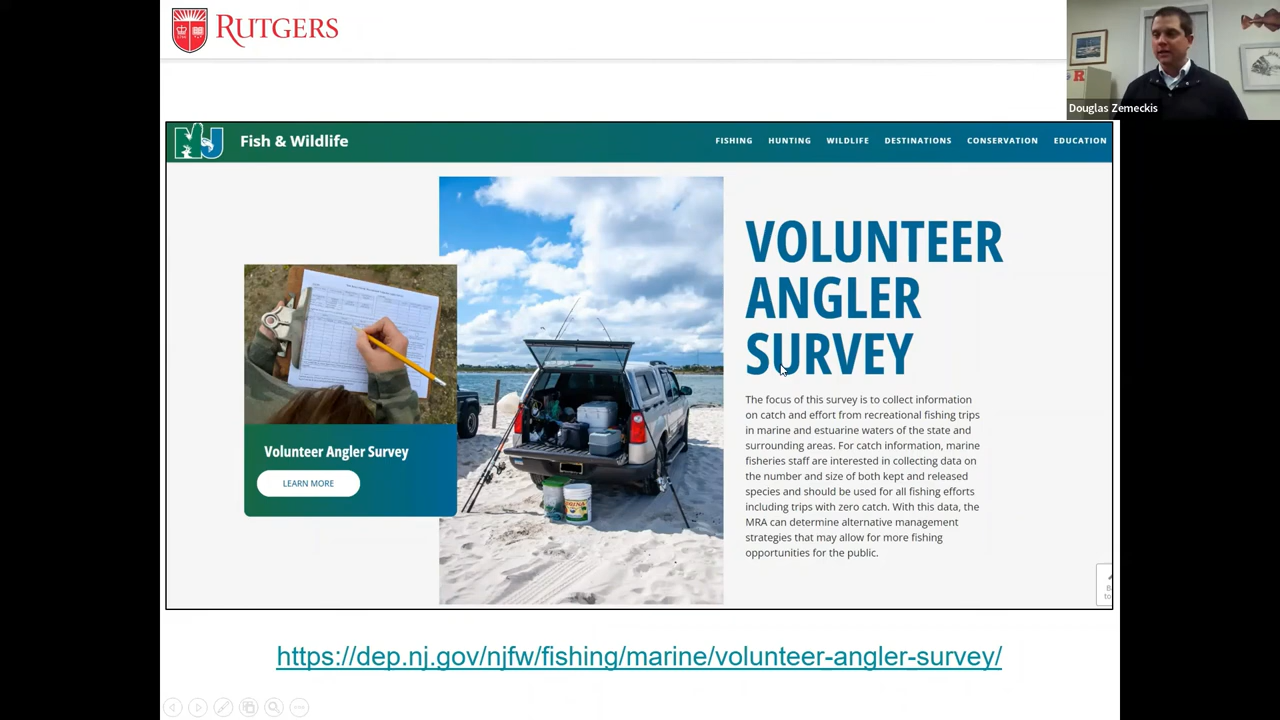 RUTGERS
R
Douglas Zemeckis
NJ
Fish & Wildlife
FISHING HUNTING WILDLIFE DESTINATIONS CONSERVATION EDUCATION
VOLUNTEER
ANGLER
SURVEY
Volunteer Angler Survey
LEARN MORE
The focus of this survey is to collect information
on catch and effort from recreational fishing trips
in marine and estuarine waters of the state and
surrounding areas. For catch information, marine
fisheries staff are interested in collecting data on
the number and size of both kept and released
species and should be used for all fishing efforts
including trips with zero catch. With this data, the
MRA can determine alternative management
strategies that may allow for more fishing
opportunities for the public.
https://dep.nj.gov/njfw/fishing/marine/volunteer-angler-survey/